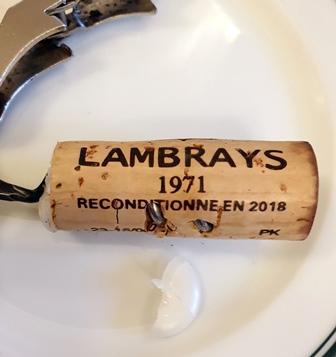 LAMBRAYS
1971
RECONDITIONNE EN 2018
PK